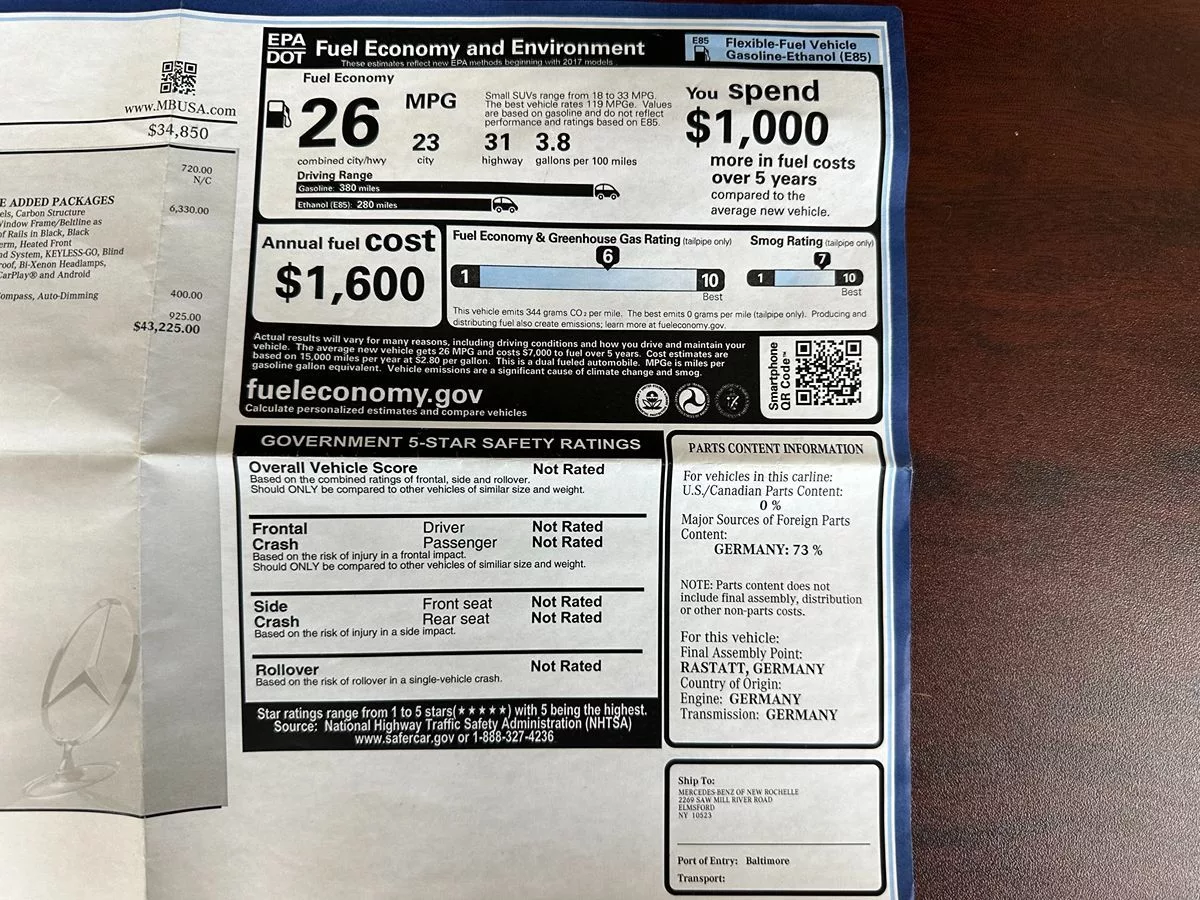 www.MBUSA.com
$34,850
720.00
N/C
E ADDED PACKAGES
els, Carbon Structure
6,330.00
Window Frame/Beltline as
of Rails in Black, Black
erm, Heated Front
nd System, KEYLESS-GO, Blind
roof, Bi-Xenon Headlamps,
CarPlay® and Android
ompass, Auto-Dimming
400.00
925.00
$43,225.00
EPA
DOT
Fuel Economy and Environment
These estimates reflect new EPA methods beginning with 2017 models.
E85
Flexible-Fuel Vehicle
Gasoline-Ethanol (E85)
Fuel Economy
26
MPG
Small SUVs range from 18 to 33 MPG.
The best vehicle rates 119 MPGe. Values
are based on gasoline and do not reflect
performance and ratings based on E85.
23
31
3.8
combined city/hwy
city
highway
gallons per 100 miles
Driving Range
Gasoline: 380 miles
Ethanol (E85): 280 miles
You spend
$1,000
more in fuel costs
over 5 years
compared to the
average new vehicle.
Annual fuel cost
$1,600
Fuel Economy & Greenhouse Gas Rating (tailpipe only)
1
6
10
Best
Smog Rating (tailpipe only)
1
7
10
Best
This vehicle emits 344 grams CO₂ per mile. The best emits 0 grams per mile (tailpipe only). Producing and
distributing fuel also create emissions; learn more at fueleconomy.gov.
Actual results will vary for many reasons, including driving conditions and how you drive and maintain your
vehicle. The average new vehicle gets 26 MPG and costs $7,000 to fuel over 5 years. Cost estimates are
based on 15,000 miles per year at $2.80 per gallon. This is a dual fueled automobile. MPGe is miles per
gasoline gallon equivalent. Vehicle emissions are a significant cause of climate change and smog.
fueleconomy.gov
Calculate personalized estimates and compare vehicles
Smartphone
QR Code™
GOVERNMENT 5-STAR SAFETY RATINGS
Overall Vehicle Score Not Rated
Based on the combined ratings of frontal, side and rollover.
Should ONLY be compared to other vehicles of similar size and weight.
Frontal Driver Not Rated
Crash Passenger Not Rated
Based on the risk of injury in a frontal impact.
Should ONLY be compared to other vehicles of similiar size and weight.
Side Front seat Not Rated
Crash Rear seat Not Rated
Based on the risk of injury in a side impact.
Rollover Not Rated
Based on the risk of rollover in a single-vehicle crash.
Star ratings range from 1 to 5 stars(★★★★★) with 5 being the highest.
Source: National Highway Traffic Safety Administration (NHTSA)
www.safercar.gov or 1-888-327-4236
PARTS CONTENT INFORMATION
For vehicles in this carline:
U.S./Canadian Parts Content:
0 %
Major Sources of Foreign Parts
Content:
GERMANY: 73 %
NOTE: Parts content does not
include final assembly, distribution
or other non-parts costs.
For this vehicle:
Final Assembly Point:
RASTATT, GERMANY
Country of Origin:
Engine: GERMANY
Transmission: GERMANY
Ship To:
MERCEDES-BENZ OF NEW ROCHELLE
2269 SAW MILL RIVER ROAD
ELMSFORD
NY 10523
Port of Entry: Baltimore
Transport: